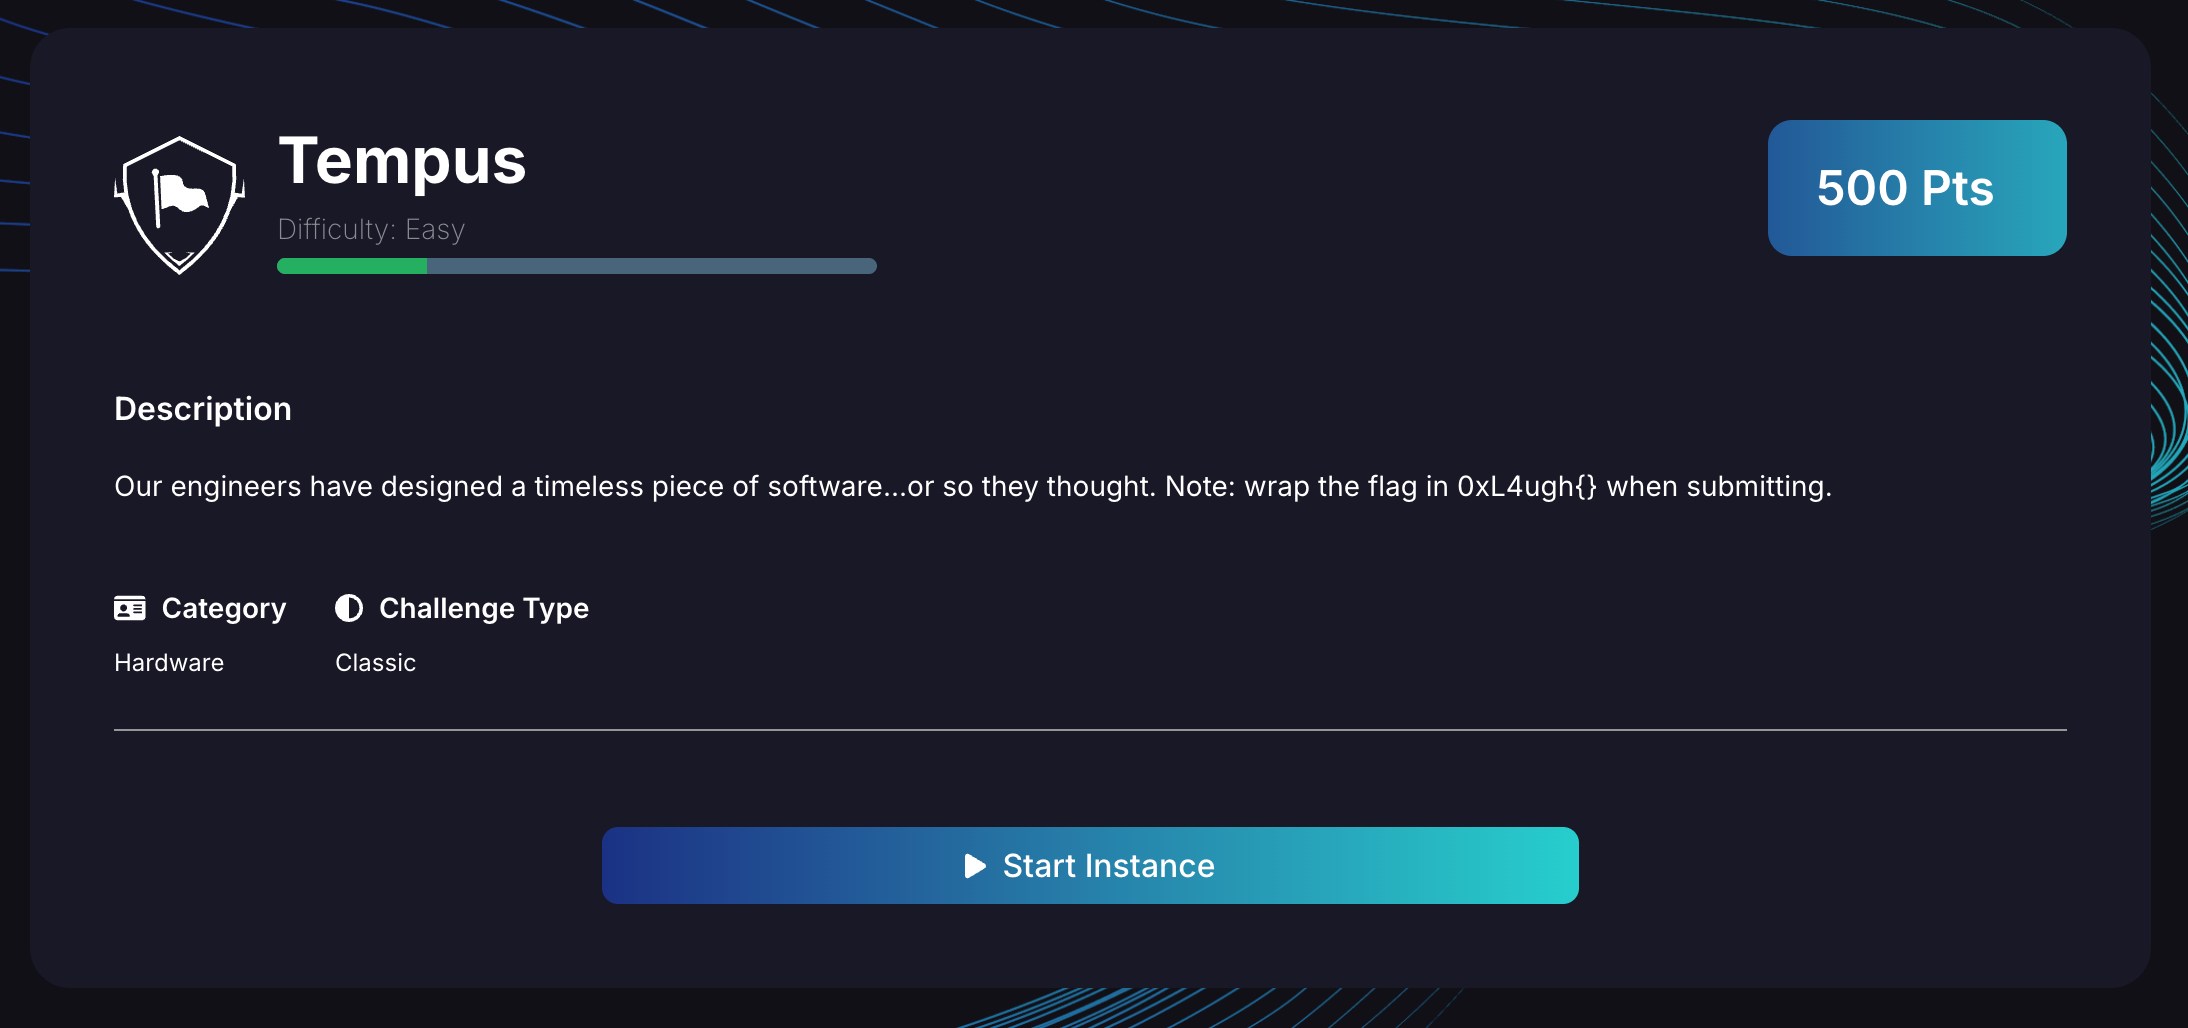 Tempus
500 Pts
Difficulty: Easy
Description
Our engineers have designed a timeless piece of software...or so they thought. Note: wrap the flag in 0xL4ugh{} when submitting.
Category
Challenge Type
Hardware
Classic
Start Instance